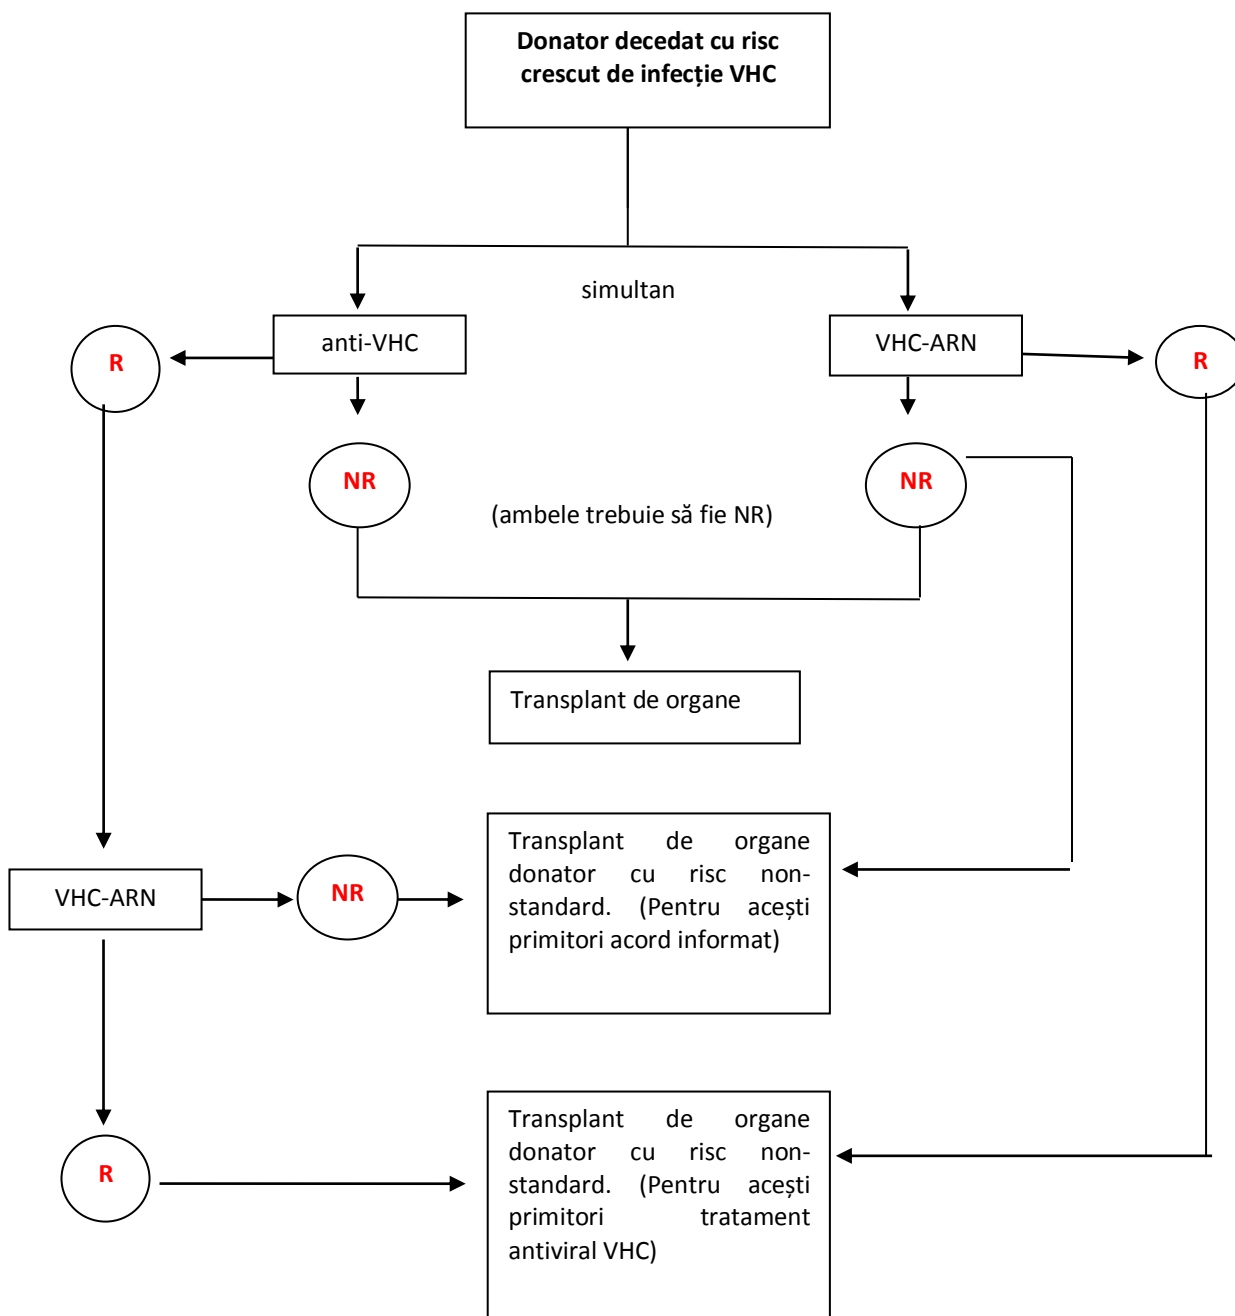 Donator decedat cu risc
crescut de infecție VHC
simultan
anti-VHC
VHC-ARN
R
R
NR
NR
(ambele trebuie să fie NR)
Transplant de organe
Transplant de organe
donator cu risc non-
standard. (Pentru acești
primitori acord informat)
VHC-ARN
NR
Transplant de organe
donator cu risc non-
standard. (Pentru acești
primitori tratament
antiviral VHC)
R